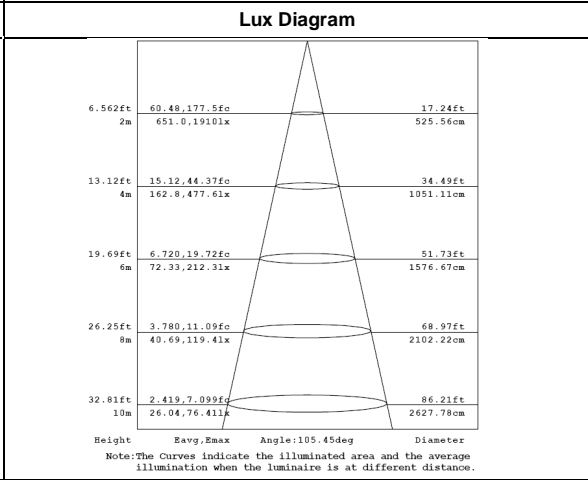 Lux Diagram
6.562ft 60.48,177.5fc 17.24ft
2m 651.0,1910lx 525.56cm
13.12ft 15.12,44.37fc 34.49ft
4m 162.8,477.6lx 1051.11cm
19.69ft 6.720,19.72fc 51.73ft
6m 72.33,212.3lx 1576.67cm
26.25ft 3.780,11.09fc 68.97ft
8m 40.69,119.4lx 2102.22cm
32.81ft 2.419,7.099fc 86.21ft
10m 26.04,76.41lx 2627.78cm
Height Eavg,Emax Angle:105.45deg Diameter
Note:The Curves indicate the illuminated area and the average
illumination when the luminaire is at different distance.